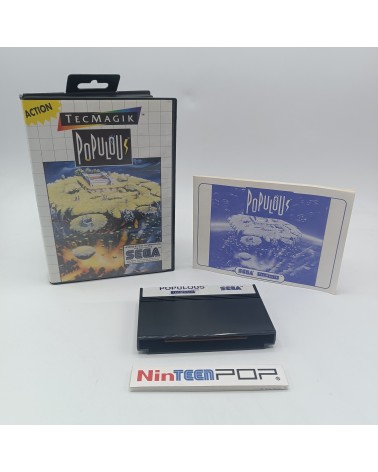 ACTION
TECMAGIK
POPULOUS
SEGA
POPULOUS
SEGA
POPULOUS
SEGA
NinTEENPOP